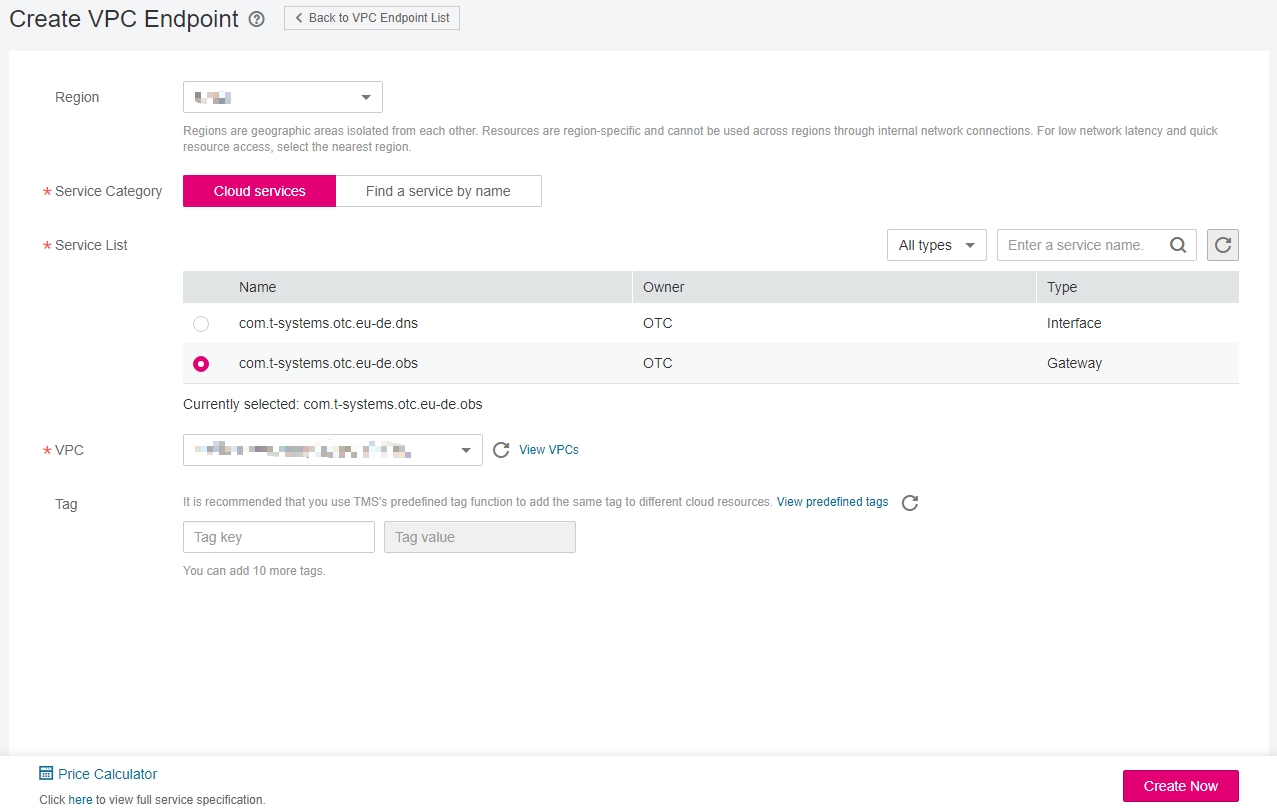 Create VPC Endpoint ? Back to VPC Endpoint List
Region
Regions are geographic areas isolated from each other. Resources are region-specific and cannot be used across regions through internal network connections. For low network latency and quick
resource access, select the nearest region.
* Service Category Cloud services Find a service by name
* Service List All types Enter a service name.
Name Owner Type
com.t-systems.otc.eu-de.dns OTC Interface
com.t-systems.otc.eu-de.obs OTC Gateway
Currently selected: com.t-systems.otc.eu-de.obs
* VPC View VPCs
Tag It is recommended that you use TMS's predefined tag function to add the same tag to different cloud resources. View predefined tags
Tag key Tag value
You can add 10 more tags.
Price Calculator
Click here to view full service specification.
Create Now